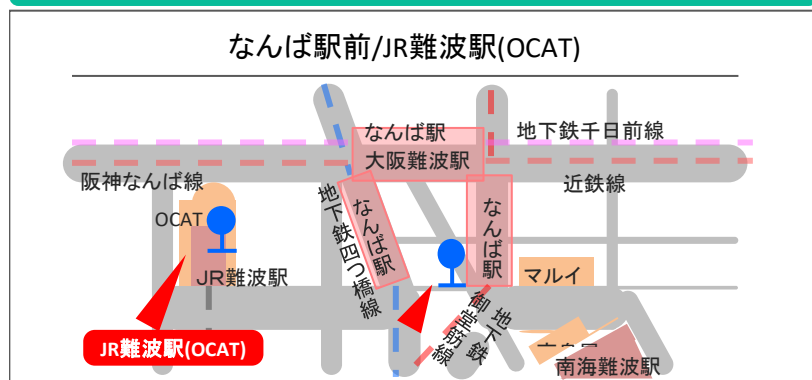 なんば駅前/JR難波駅(OCAT)
なんば駅
地下鉄千日前線
大阪難波駅
阪神なんば線
近鉄線
OCAT
地下鉄四つ橋線
なんば駅
なんば駅
JR難波駅
マルイ
地下鉄
御堂筋線
JR難波駅(OCAT)
南海難波駅